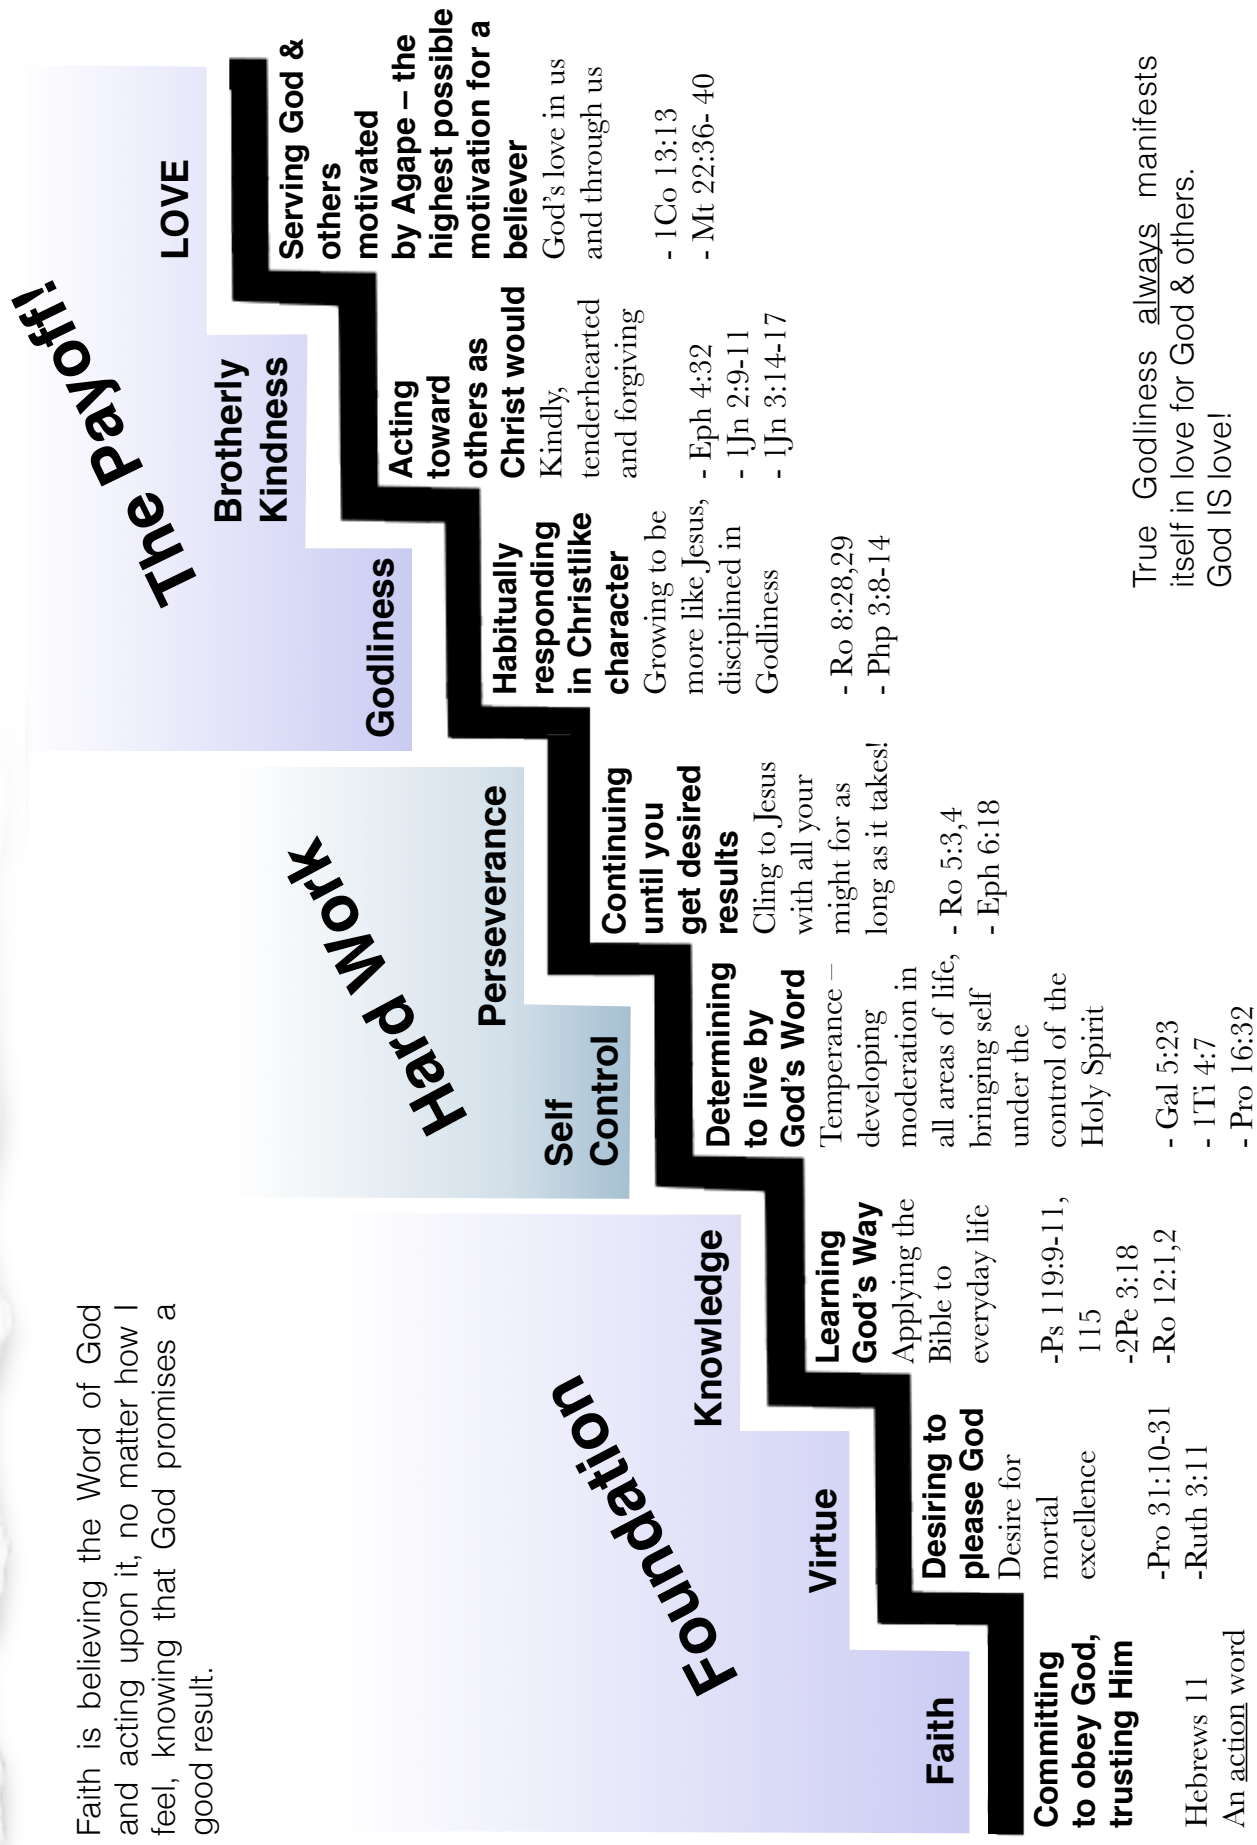 Faith is believing the Word of God
and acting upon it, no matter how I
feel, knowing that God promises a
good result.
Foundation
Faith
Committing
to obey God,
trusting Him
Hebrews 11
An action word
Virtue
Desiring to
please God
Desire for
mortal
excellence
-Pro 31:10-31
-Ruth 3:11
Knowledge
Learning
God's Way
Applying the
Bible to
everyday life
-Ps 119:9-11,
115
-2Pe 3:18
-Ro 12:1,2
Hard Work
Self
Control
Determining
to live by
God's Word
Temperance –
developing
moderation in
all areas of life,
bringing self
under the
control of the
Holy Spirit
- Gal 5:23
- 1Ti 4:7
- Pro 16:32
Perseverance
Continuing
until you
get desired
results
Cling to Jesus
with all your
might for as
long as it takes!
- Ro 5:3,4
- Eph 6:18
The Payoff!
Godliness
Habitually
responding
in Christlike
character
Growing to be
more like Jesus,
disciplined in
Godliness
- Ro 8:28,29
- Php 3:8-14
Brotherly
Kindness
Acting
toward
others as
Christ would
Kindly,
tenderhearted
and forgiving
- Eph 4:32
- 1Jn 2:9-11
- 1Jn 3:14-17
LOVE
Serving God &
others
motivated
by Agape – the
highest possible
motivation for a
believer
God's love in us
and through us
- 1Co 13:13
- Mt 22:36- 40
True Godliness always manifests
itself in love for God & others.
God IS love!